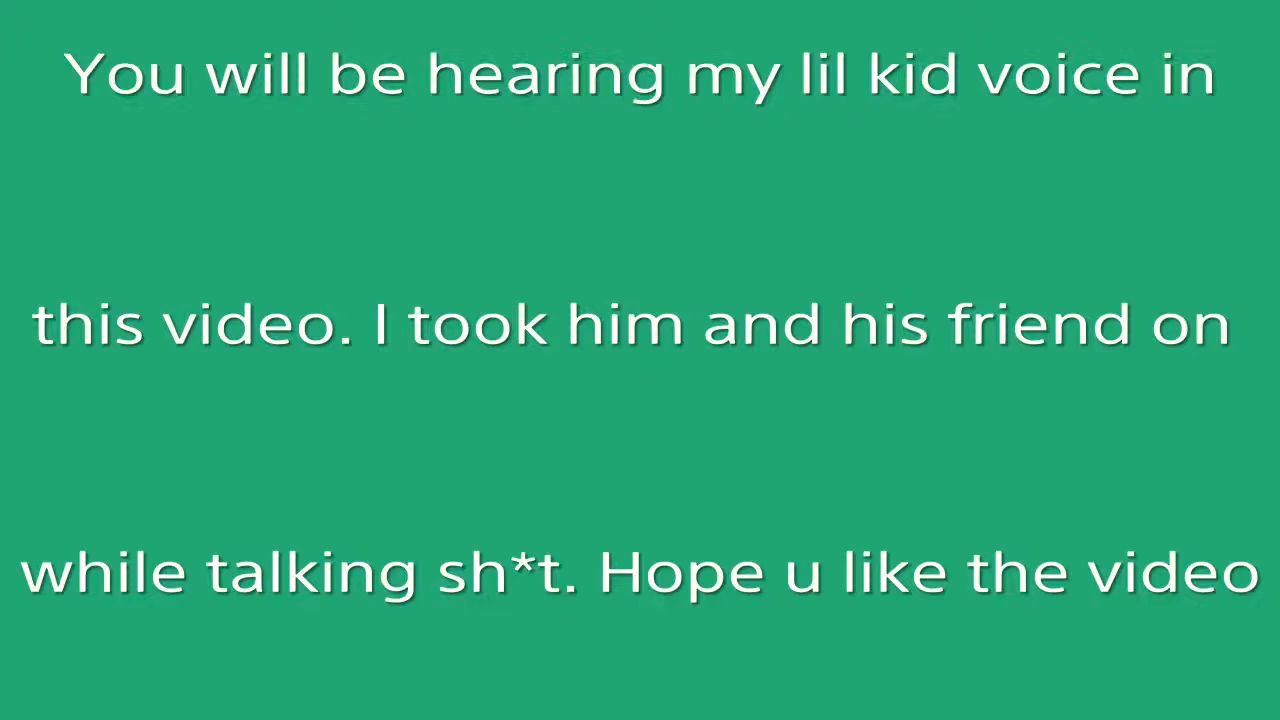 You will be hearing my lil kid voice in
this video. I took him and his friend on
while talking sh*t. Hope u like the video